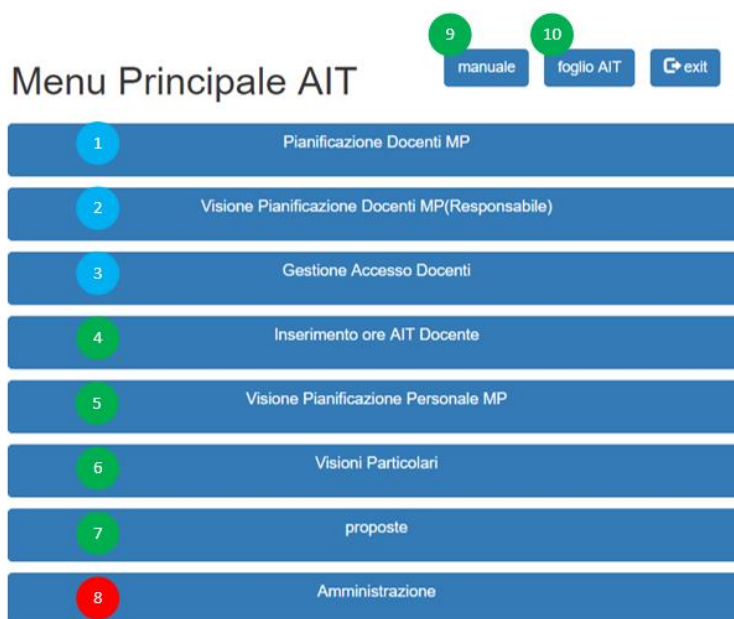 9 10
Menu Principale AIT manuale foglio AIT exit
1 Pianificazione Docenti MP
2 Visione Pianificazione Docenti MP(Responsabile)
3 Gestione Accesso Docenti
4 Inserimento ore AIT Docente
5 Visione Pianificazione Personale MP
6 Visioni Particolari
7 proposte
8 Amministrazione